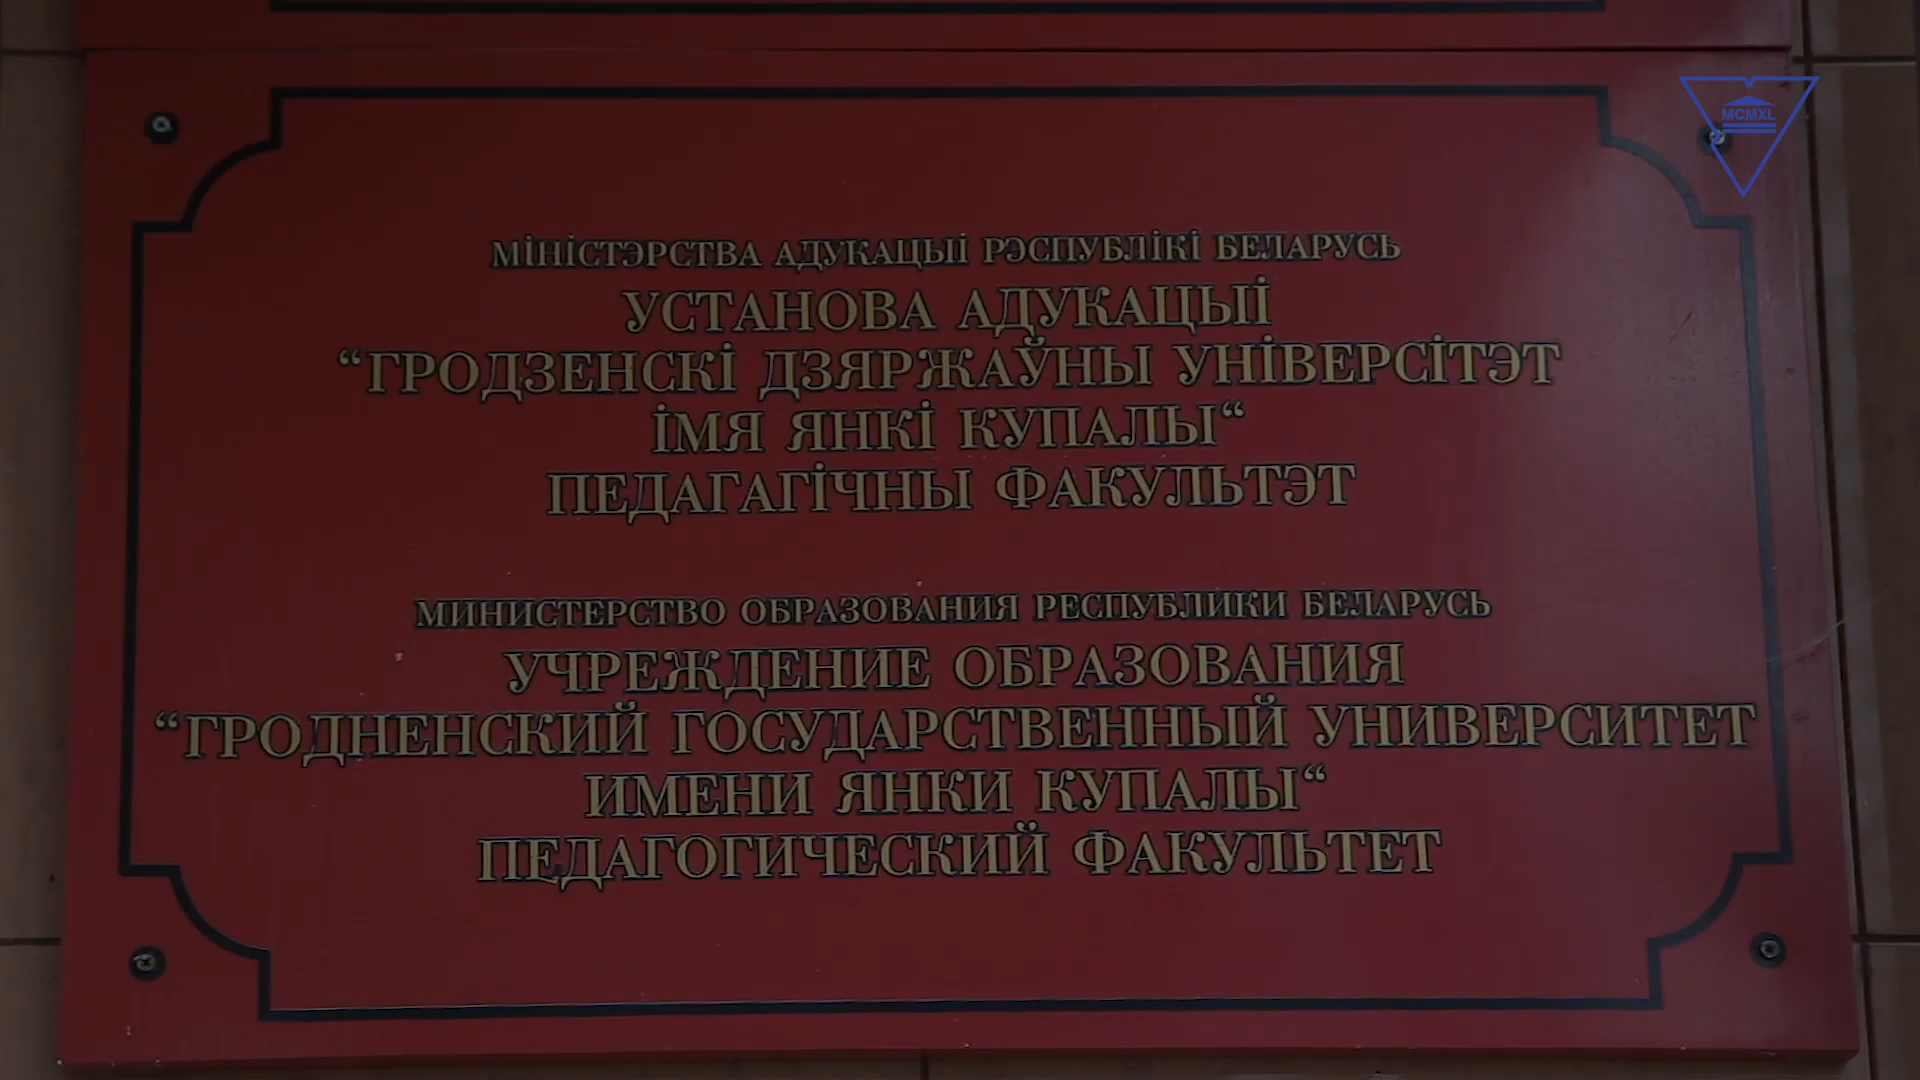 MCMXL
МІНІСТЭРСТВА АДУКАЦЫІ РЭСПУБЛІКІ БЕЛАРУСЬ
УСТАНОВА АДУКАЦЫІ
“ГРОДЗЕНСКІ ДЗЯРЖАЎНЫ УНІВЕРСІТЭТ
ІМЯ ЯНКІ КУПАЛЫ“
ПЕДАГАГІЧНЫ ФАКУЛЬТЭТ
МИНИСТЕРСТВО ОБРАЗОВАНИЯ РЕСПУБЛИКИ БЕЛАРУСЬ
УЧРЕЖДЕНИЕ ОБРАЗОВАНИЯ
“ГРОДНЕНСКИЙ ГОСУДАРСТВЕННЫЙ УНИВЕРСИТЕТ
ИМЕНИ ЯНКИ КУПАЛЫ“
ПЕДАГОГИЧЕСКИЙ ФАКУЛЬТЕТ